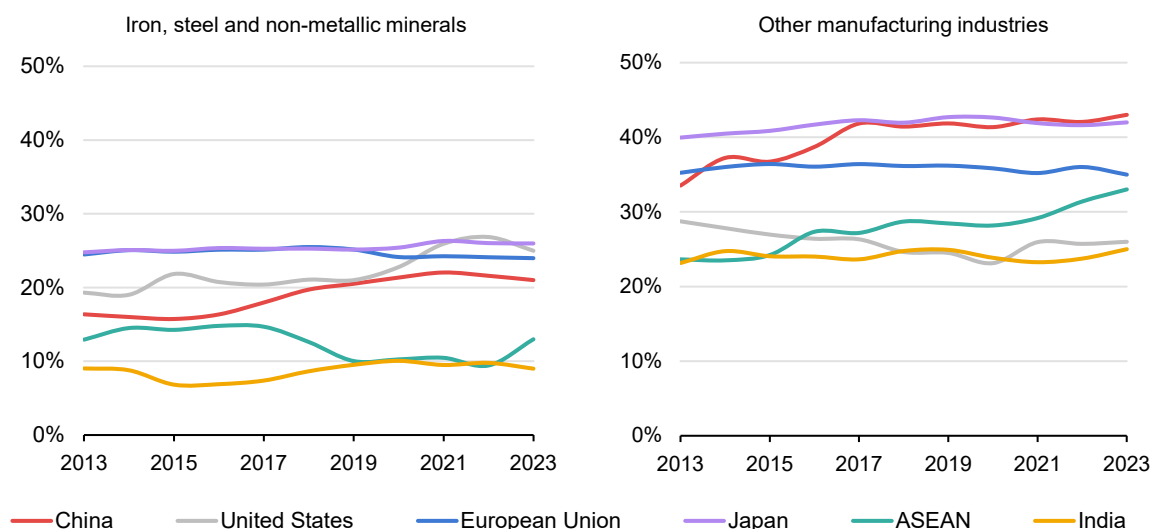 Iron, steel and non-metallic minerals
50%
40%
30%
20%
10%
0%
2013 2015 2017 2019 2021 2023
Other manufacturing industries
50%
40%
30%
20%
10%
0%
2013 2015 2017 2019 2021 2023
China United States European Union Japan ASEAN India